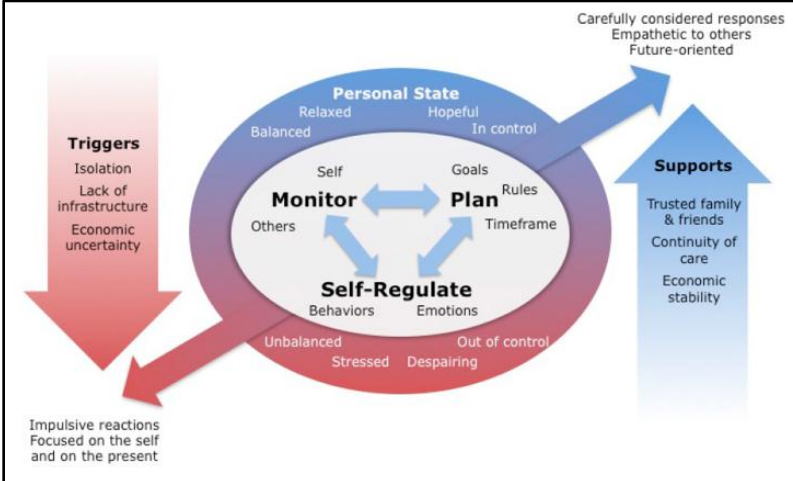 Carefully considered responses
Empathetic to others
Future-oriented
Personal State
Relaxed
Hopeful
Balanced
In control
Triggers
Isolation
Lack of
infrastructure
Economic
uncertainty
Self
Goals
Monitor
Plan
Rules
Others
Timeframe
Self-Regulate
Behaviors
Emotions
Unbalanced
Out of control
Stressed
Despairing
Supports
Trusted family
& friends
Continuity of
care
Economic
stability
Impulsive reactions
Focused on the self
and on the present